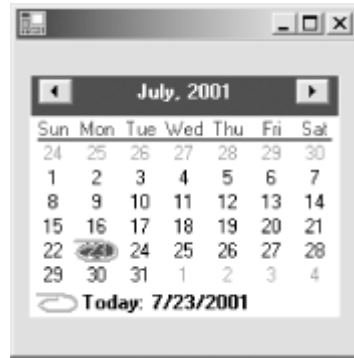 July, 2001
Sun Mon Tue Wed Thu Fri Sat
24 25 26 27 28 29 30
1 2 3 4 5 6 7
8 9 10 11 12 13 14
15 16 17 18 19 20 21
22 24 25 26 27 28
29 30 31 1 2 3 4
Today: 7/23/2001